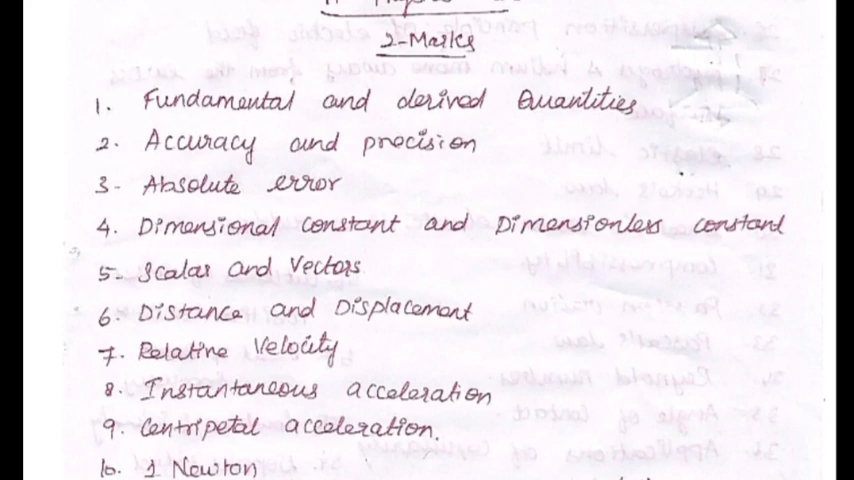 2-Marks
1. Fundamental and derived Quantities
2. Accuracy and precision
3- Absolute error
4. Dimensional constant and Dimensionless constand
5- Scalar and Vectors
6. Distance and Displacement
7. Relative Velocity
8. Instantaneous acceleration
9. Centripetal acceleration.
10. 1 Newton